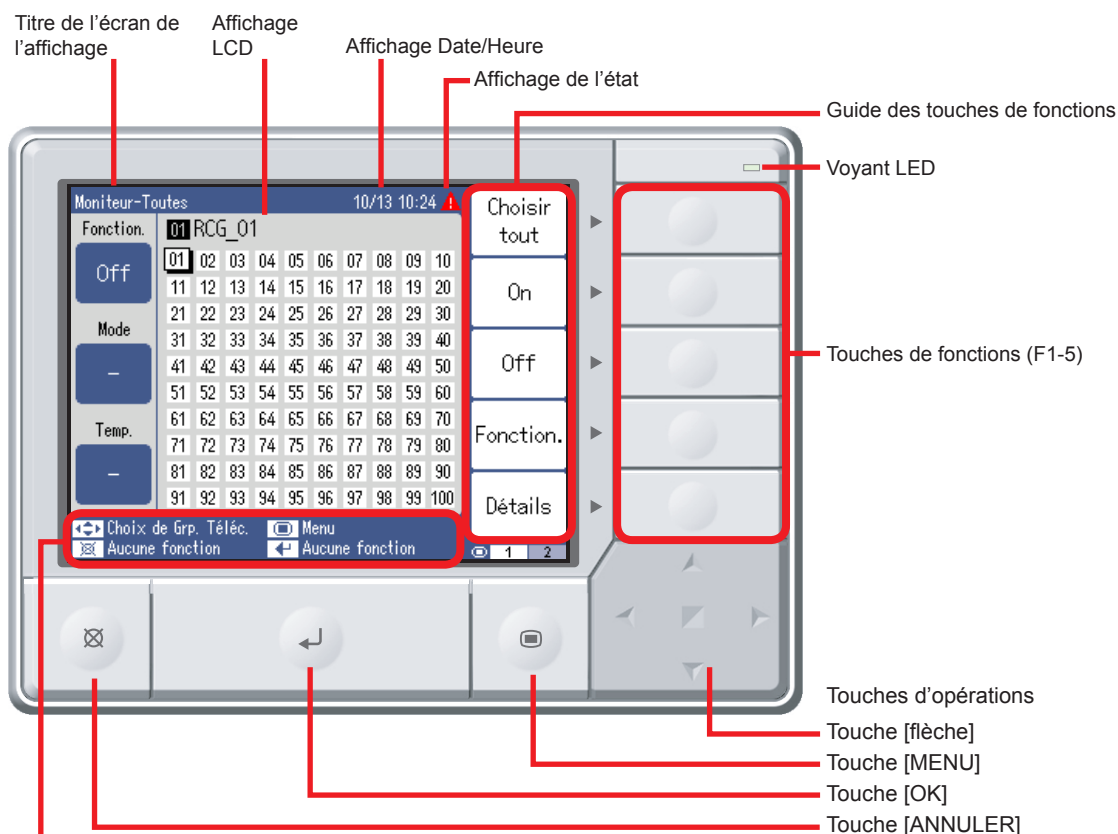 Titre de l'écran de
l'affichage
Affichage
LCD
Affichage Date/Heure
Affichage de l'état
Guide des touches de fonctions
Voyant LED
Moniteur-Toutes 10/13 10:24
Fonction.
Off
Mode
–
Temp.
–
01 RCG_01
01 02 03 04 05 06 07 08 09 10
11 12 13 14 15 16 17 18 19 20
21 22 23 24 25 26 27 28 29 30
31 32 33 34 35 36 37 38 39 40
41 42 43 44 45 46 47 48 49 50
51 52 53 54 55 56 57 58 59 60
61 62 63 64 65 66 67 68 69 70
71 72 73 74 75 76 77 78 79 80
81 82 83 84 85 86 87 88 89 90
91 92 93 94 95 96 97 98 99 100
Choisir
tout
On
Off
Fonction.
Détails
Choix de Grp. Téléc. Menu
Aucune fonction Aucune fonction
1 2
Touches de fonctions (F1-5)
Touches d'opérations
Touche [flèche]
Touche [MENU]
Touche [OK]
Touche [ANNULER]